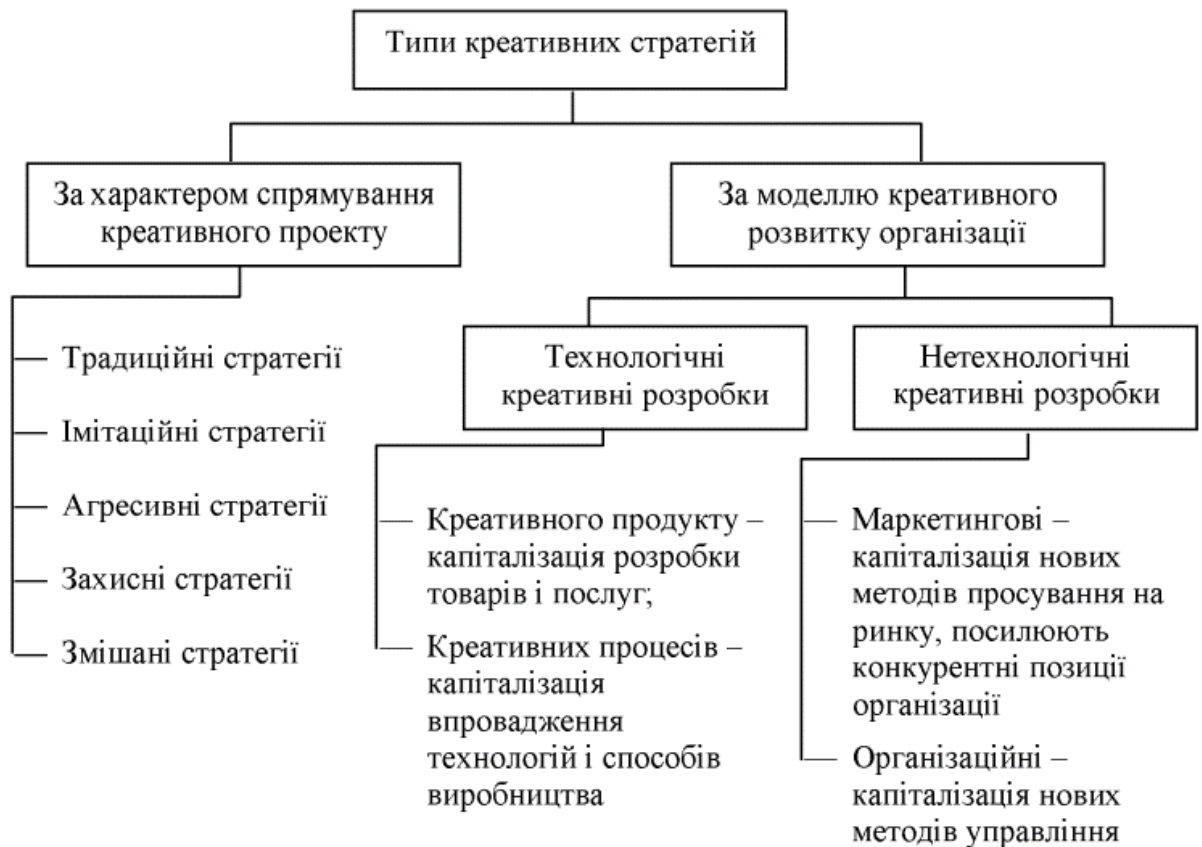 Типи креативних стратегій
За характером спрямування
креативного проекту
За моделлю креативного
розвитку організації
Традиційні стратегії
Імітаційні стратегії
Агресивні стратегії
Захисні стратегії
Змішані стратегії
Технологічні
креативні розробки
Креативного продукту –
капіталізація розробки
товарів і послуг;
Креативних процесів –
капіталізація
впровадження
технологій і способів
виробництва
Нетехнологічні
креативні розробки
Маркетингові –
капіталізація нових
методів просування на
ринку, посилюють
конкурентні позиції
організації
Організаційні –
капіталізація нових
методів управління